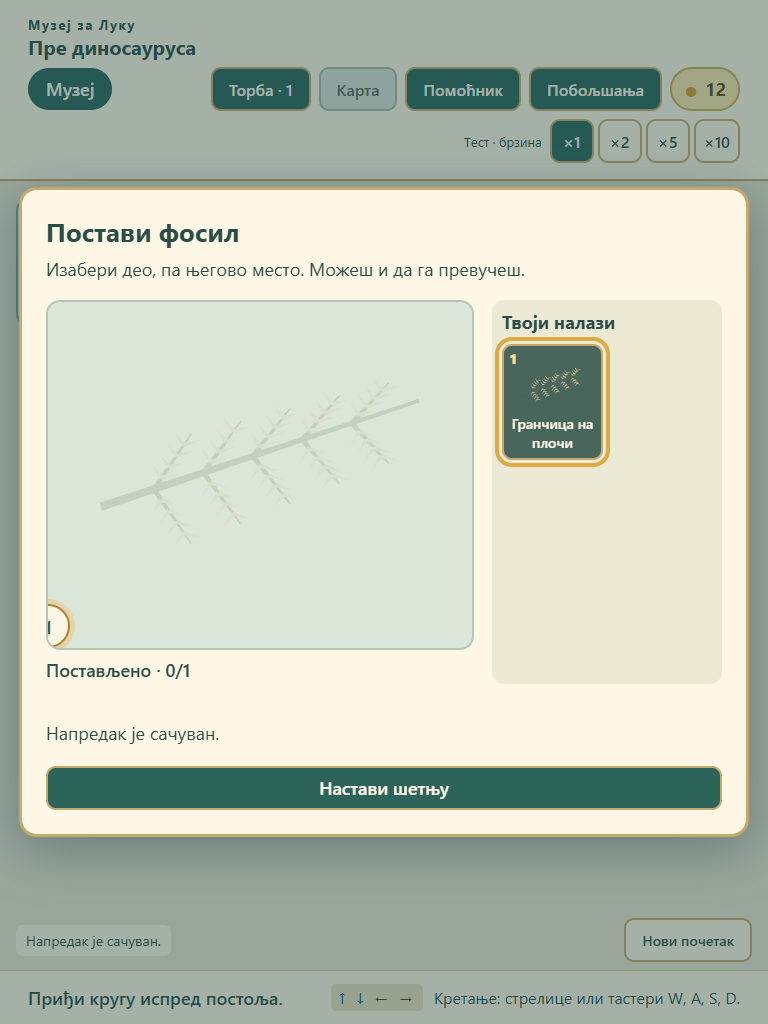 Музеј за Луку
Пре диносауруса
Музеј
Торба · 1
Карта
Помоћник
Побољшања
12
Тест · брзина
×1
×2
×5
×10
Постави фосил
Изабери део, па његово место. Можеш и да га превучеш.
Твоји налази
1
Гранчица на
плочи
Постављено · 0/1
Напредак је сачуван.
Настави шетњу
Напредак је сачуван.
Нови почетак
Приђи кругу испред постоља.
↑ ↓ ← →
Кретање: стрелице или тастери W, A, S, D.